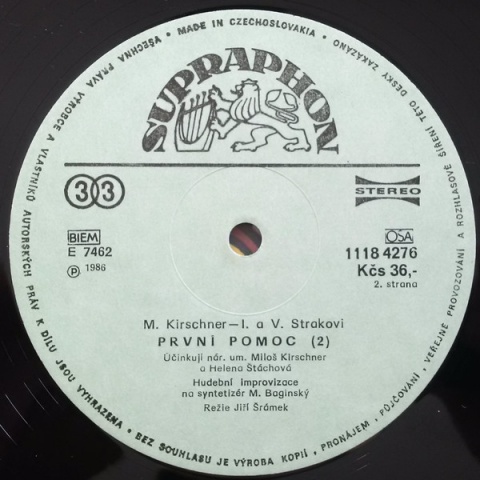 MADE IN CZECHOSLOVAKIA • VŠECHNA PRÁVA VÝROBCE A VLASTNÍKŮ AUTORSKÝCH PRÁV K DÍLU JSOU VYHRAZENA • BEZ SOUHLASU JE VÝROBA KOPIÍ, PRONÁJEM, PŮJČOVÁNÍ, VEŘEJNÉ PROVOZOVÁNÍ A ROZHLASOVÉ ŠÍŘENÍ TÉTO DESKY ZAKÁZÁNO •
SUPRAPHON
33
STEREO
BIEM
E 7462
℗ 1986
OSA
1118 4276
Kčs 36,-
2. strana
M. Kirschner – I. a V. Strakovi
PRVNÍ POMOC (2)
Účinkují nár. um. Miloš Kirschner
a Helena Štáchová
Hudební improvizace
na syntetizér M. Baginský
Režie Jiří Šrámek